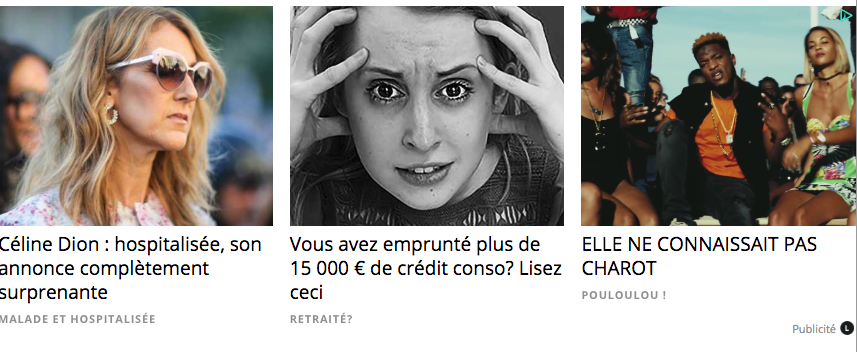 Céline Dion : hospitalisée, son
annonce complètement
surprenante
MALADE ET HOSPITALISÉE
Vous avez emprunté plus de
15 000 € de crédit conso? Lisez
ceci
RETRAITÉ?
ELLE NE CONNAISSAIT PAS
CHAROT
POULOULOU !
Publicité L